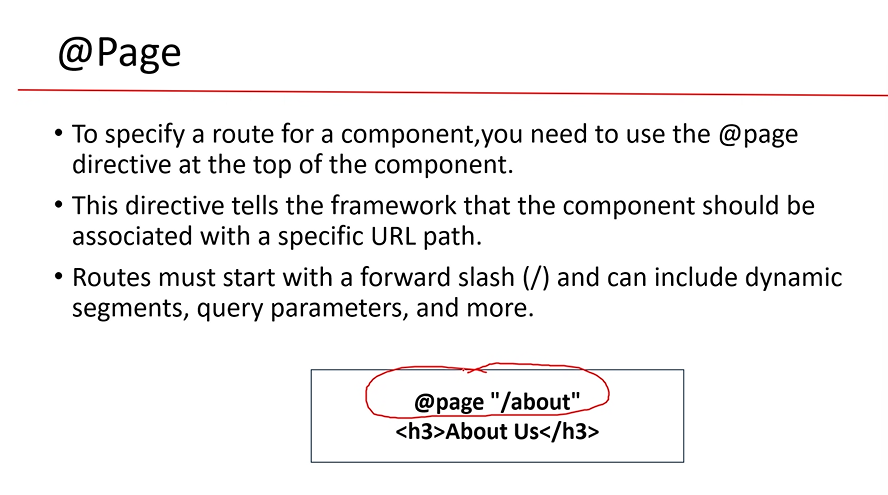 @Page
• To specify a route for a component,you need to use the @page
directive at the top of the component.
• This directive tells the framework that the component should be
associated with a specific URL path.
• Routes must start with a forward slash (/) and can include dynamic
segments, query parameters, and more.
@page "/about"
<h3>About Us</h3>